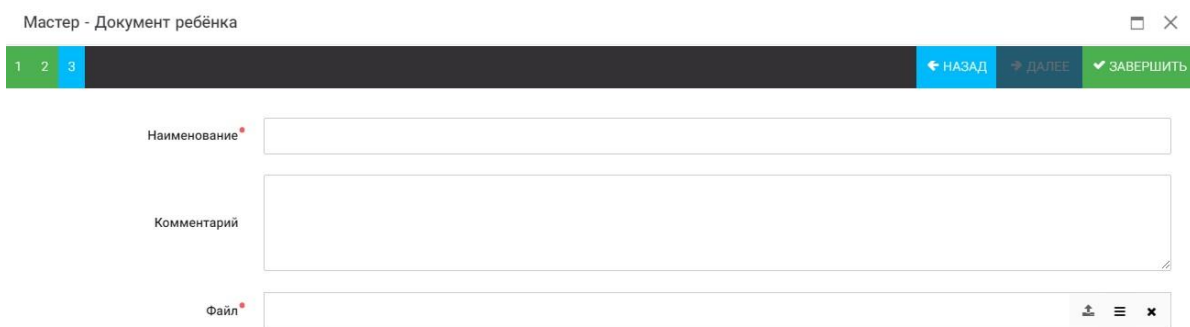 Мастер - Документ ребёнка
1 2 3 НАЗАД ДАЛЕЕ ЗАВЕРШИТЬ
Наименование
Комментарий
Файл